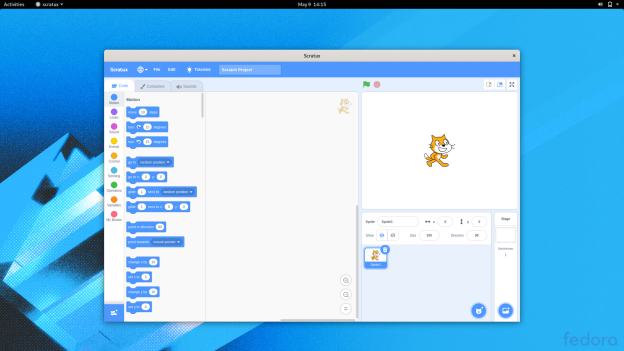 Activities scratux May 9 14:15
Scratux
Scratux File Edit Tutorials Scratch Project
Code Costumes Sounds
Motion
Motion
Looks
Sound
Events
Control
Sensing
Operators
Variables
My Blocks
move 10 steps
turn 15 degrees
turn 15 degrees
go to random position
go to x: 0 y: 0
glide 1 secs to random position
glide 1 secs to x: 0 y: 0
point in direction 90
point towards mouse-pointer
change x by 10
set x to 0
change y by 10
set y to 0
Sprite Sprite1 x 0 y 0
Show Size 100 Direction 90
Sprite1
Stage
Backdrops
1
fedora